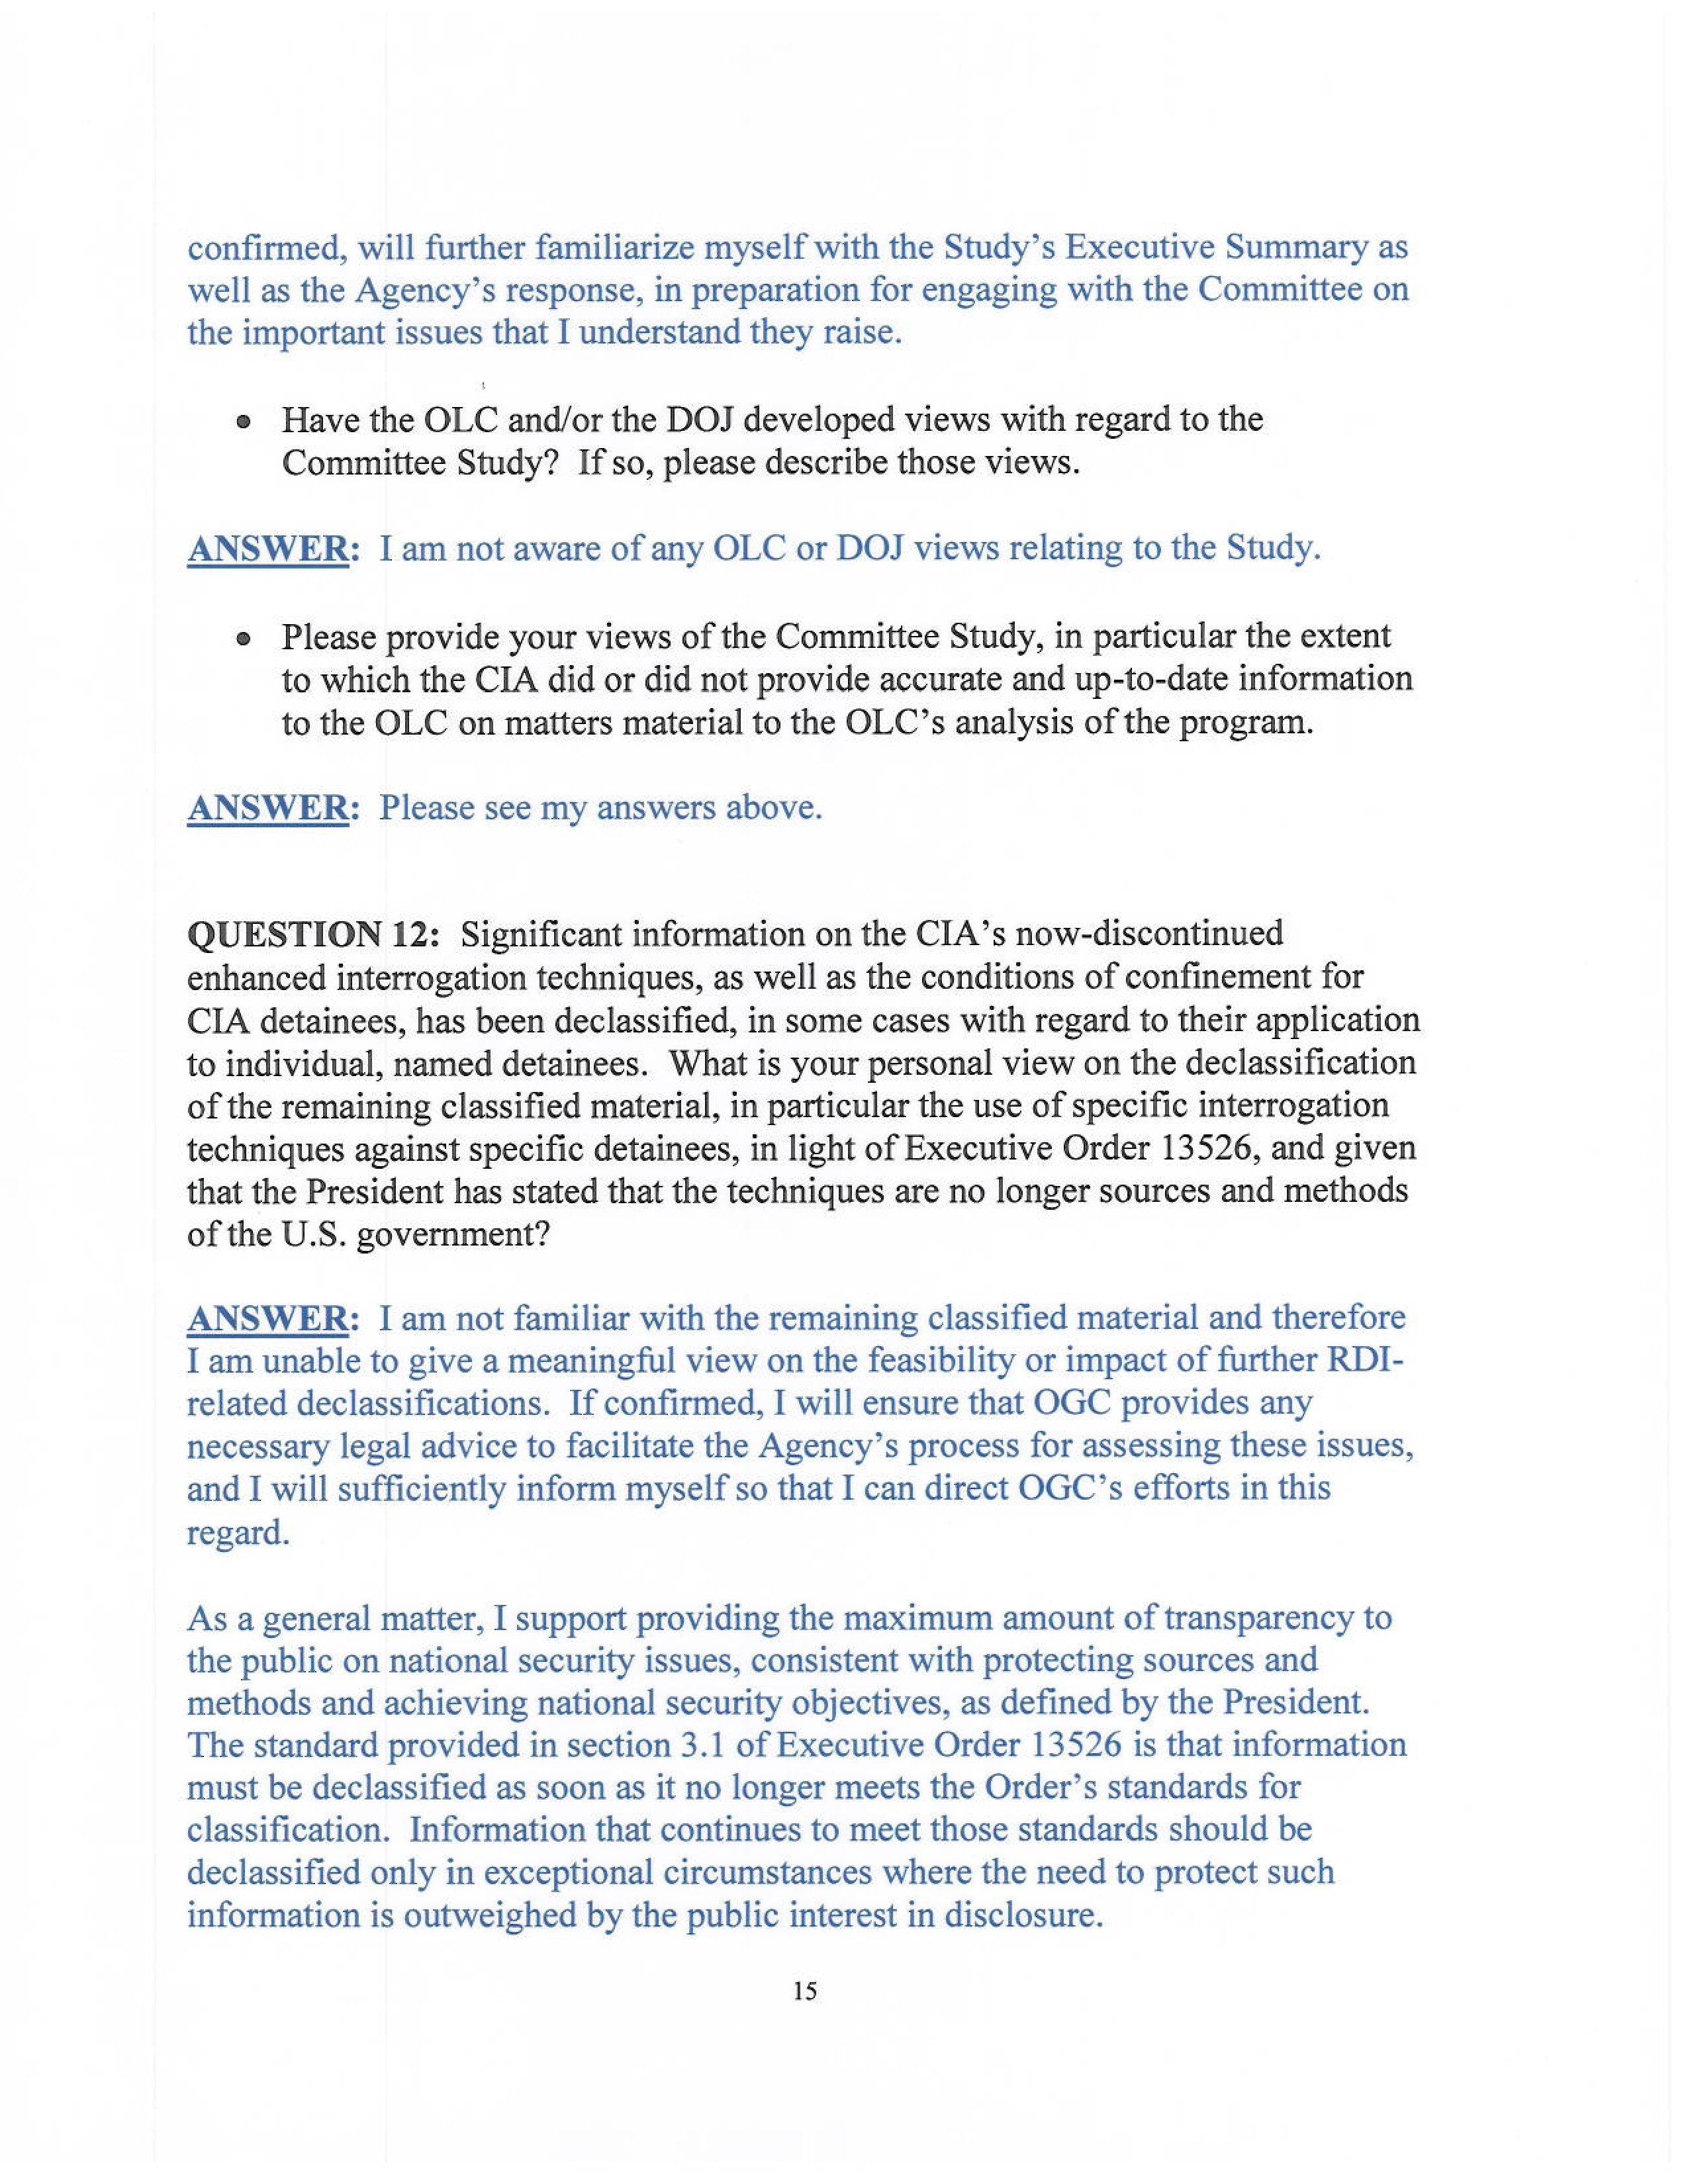 confirmed, will further familiarize myself with the Study's Executive Summary as
well as the Agency's response, in preparation for engaging with the Committee on
the important issues that I understand they raise.
• Have the OLC and/or the DOJ developed views with regard to the
Committee Study?  If so, please describe those views.
ANSWER:  I am not aware of any OLC or DOJ views relating to the Study.
• Please provide your views of the Committee Study, in particular the extent
to which the CIA did or did not provide accurate and up-to-date information
to the OLC on matters material to the OLC's analysis of the program.
ANSWER:  Please see my answers above.
QUESTION 12:  Significant information on the CIA's now-discontinued
enhanced interrogation techniques, as well as the conditions of confinement for
CIA detainees, has been declassified, in some cases with regard to their application
to individual, named detainees.  What is your personal view on the declassification
of the remaining classified material, in particular the use of specific interrogation
techniques against specific detainees, in light of Executive Order 13526, and given
that the President has stated that the techniques are no longer sources and methods
of the U.S. government?
ANSWER:  I am not familiar with the remaining classified material and therefore
I am unable to give a meaningful view on the feasibility or impact of further RDI-
related declassifications.  If confirmed, I will ensure that OGC provides any
necessary legal advice to facilitate the Agency's process for assessing these issues,
and I will sufficiently inform myself so that I can direct OGC's efforts in this
regard.
As a general matter, I support providing the maximum amount of transparency to
the public on national security issues, consistent with protecting sources and
methods and achieving national security objectives, as defined by the President.
The standard provided in section 3.1 of Executive Order 13526 is that information
must be declassified as soon as it no longer meets the Order's standards for
classification.  Information that continues to meet those standards should be
declassified only in exceptional circumstances where the need to protect such
information is outweighed by the public interest in disclosure.
15